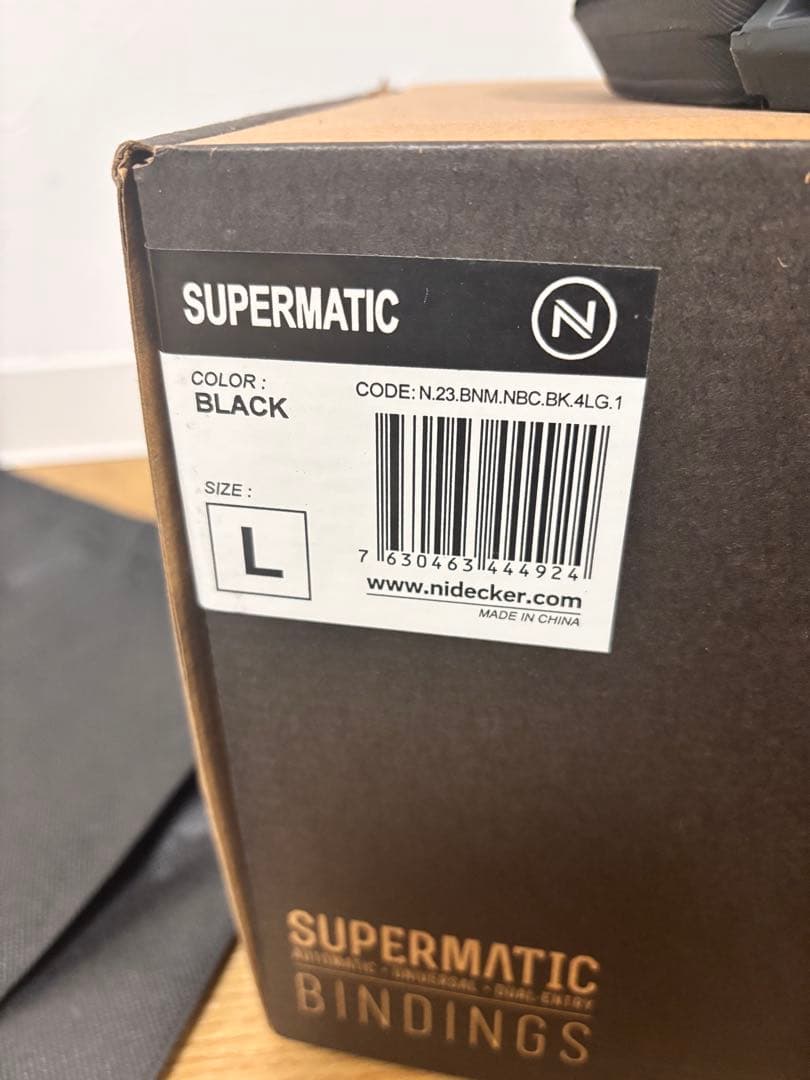 SUPERMATIC
COLOR :
BLACK
CODE: N.23.BNM.NBC.BK.4LG.1
SIZE :
L
7 630463 444924
www.nidecker.com
MADE IN CHINA
SUPERMATIC
AUTOMATIC • UNIVERSAL • DUAL-ENTRY
BINDINGS